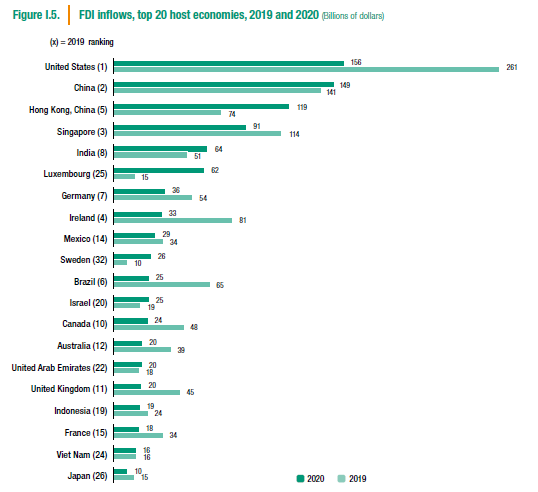 Figure I.5. FDI inflows, top 20 host economies, 2019 and 2020 (Billions of dollars)
(x) = 2019 ranking
United States (1) 156
261
China (2) 149
141
Hong Kong, China (5) 119
74
Singapore (3) 91
114
India (8) 64
51
Luxembourg (25) 62
15
Germany (7) 36
54
Ireland (4) 33
81
Mexico (14) 29
34
Sweden (32) 26
10
Brazil (6) 25
65
Israel (20) 25
19
Canada (10) 24
48
Australia (12) 20
39
United Arab Emirates (22) 20
18
United Kingdom (11) 20
45
Indonesia (19) 19
24
France (15) 18
34
Viet Nam (24) 16
16
Japan (26) 10
15
2020 2019